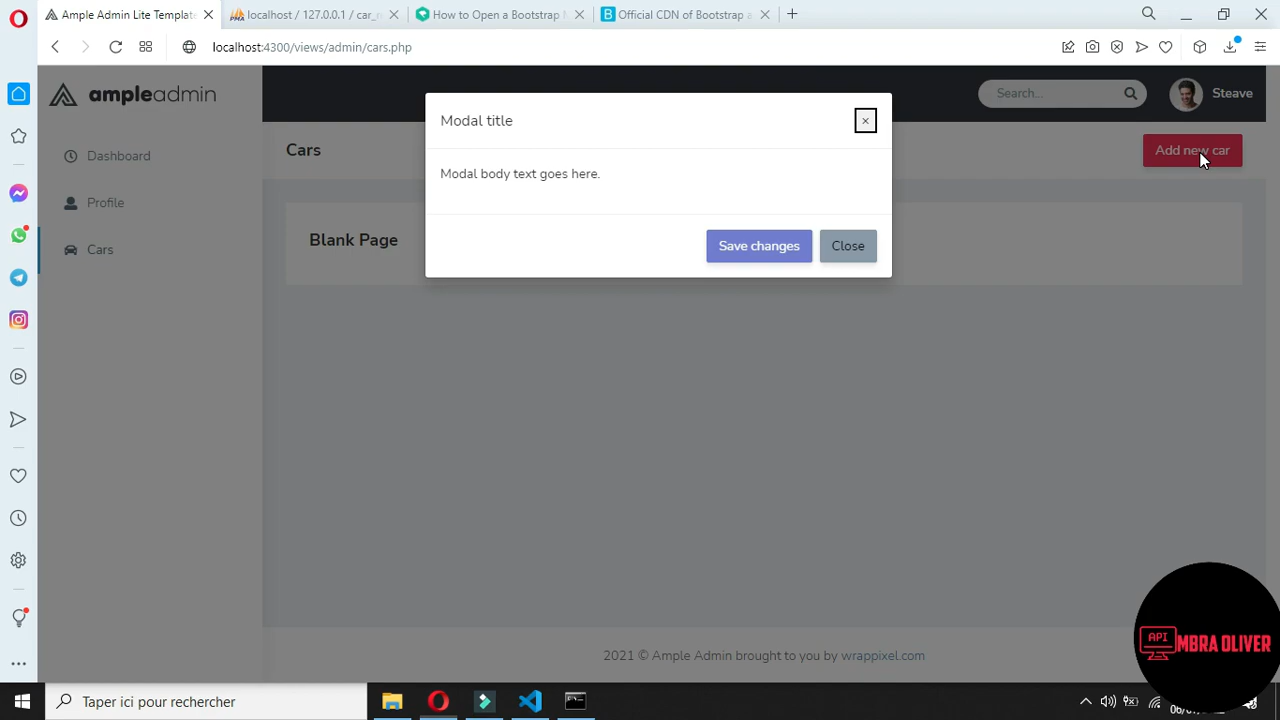 Ample Admin Lite Template
localhost / 127.0.0.1 / car_
How to Open a Bootstrap
Official CDN of Bootstrap
localhost:4300/views/admin/cars.php
ampleadmin
Search...
Steave
Modal title
×
Dashboard
Cars
Add new car
Modal body text goes here.
Profile
Blank Page
Cars
Save changes
Close
API
MBRA OLIVER
2021 © Ample Admin brought to you by wrappixel.com
Taper ici pour rechercher